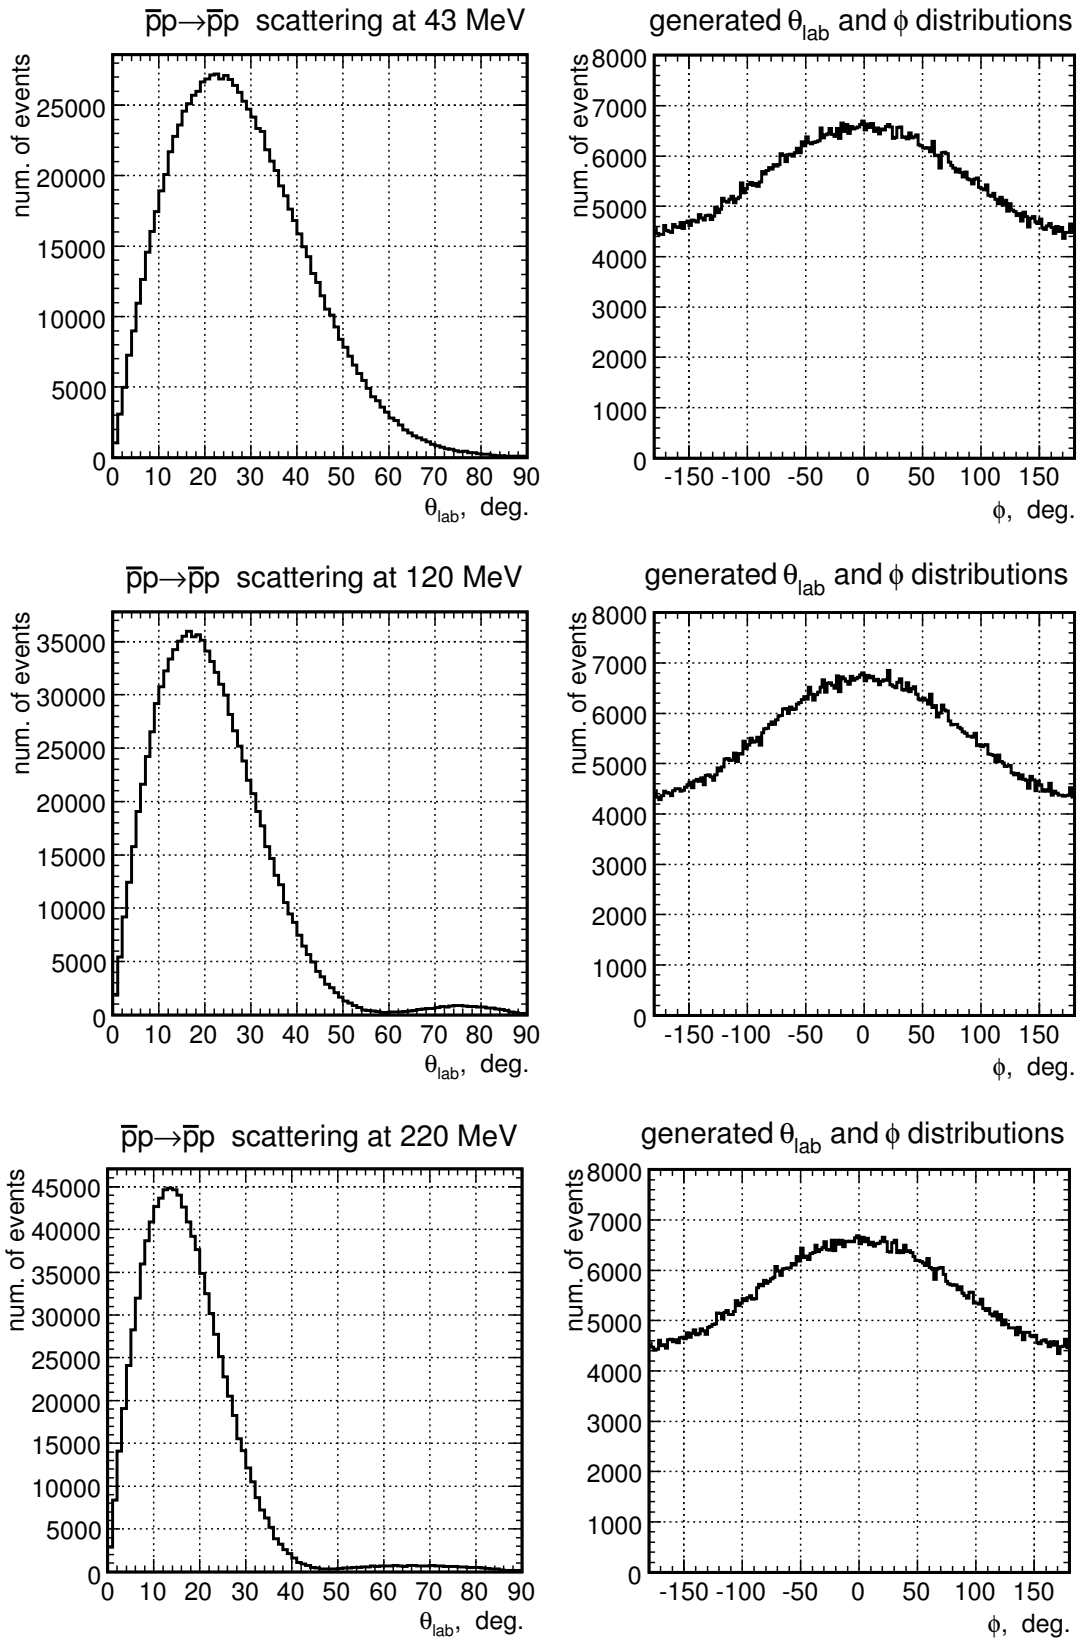 p̅p→p̅p scattering at 43 MeV
num. of events
25000
20000
15000
10000
5000
0
0 10 20 30 40 50 60 70 80 90
θlab, deg.
generated θlab and ϕ distributions
num. of events
8000
7000
6000
5000
4000
3000
2000
1000
0
-150 -100 -50 0 50 100 150
ϕ, deg.
p̅p→p̅p scattering at 120 MeV
num. of events
35000
30000
25000
20000
15000
10000
5000
0
0 10 20 30 40 50 60 70 80 90
θlab, deg.
generated θlab and ϕ distributions
num. of events
8000
7000
6000
5000
4000
3000
2000
1000
0
-150 -100 -50 0 50 100 150
ϕ, deg.
p̅p→p̅p scattering at 220 MeV
num. of events
45000
40000
35000
30000
25000
20000
15000
10000
5000
0
0 10 20 30 40 50 60 70 80 90
θlab, deg.
generated θlab and ϕ distributions
num. of events
8000
7000
6000
5000
4000
3000
2000
1000
0
-150 -100 -50 0 50 100 150
ϕ, deg.